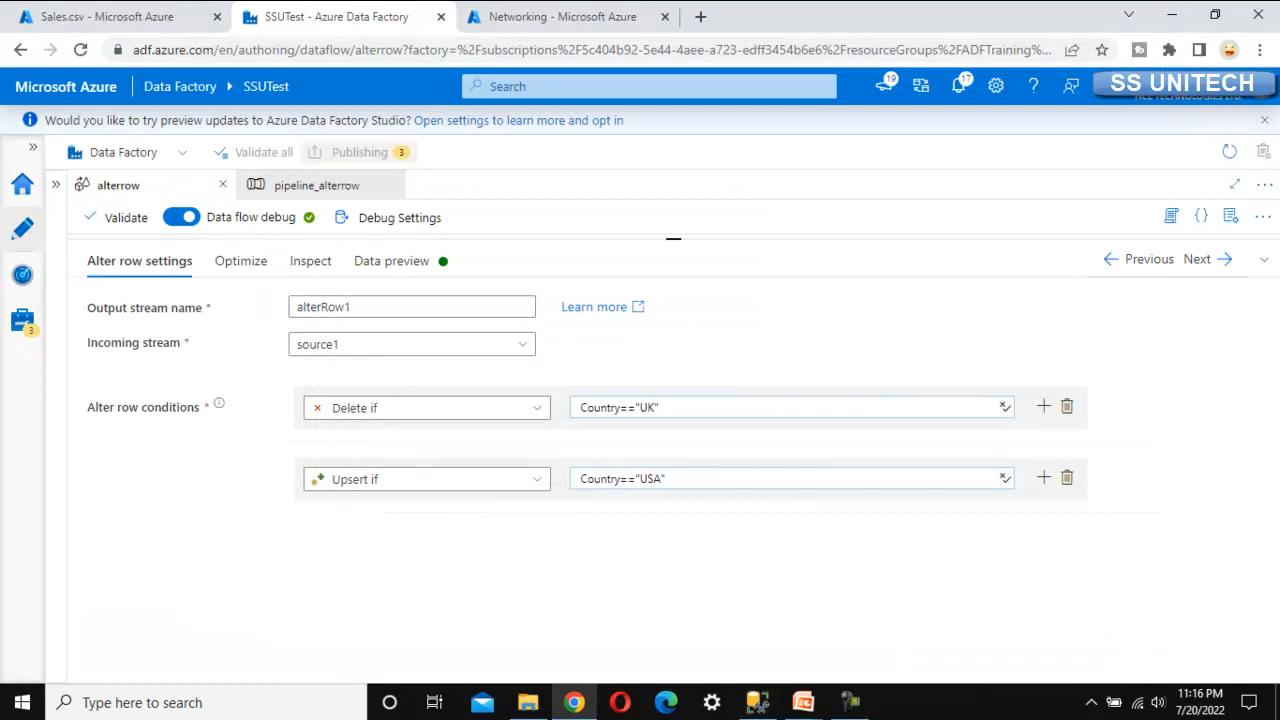 Sales.csv - Microsoft Azure
SSUTest - Azure Data Factory
Networking - Microsoft Azure
adf.azure.com/en/authoring/dataflow/alterrow?factory=%2Fsubscriptions%2F5c404b92-5e44-4aee-a723-edff3454b6e6%2FresourceGroups%2FADFTraining%...
Microsoft Azure
Data Factory
SSUTest
Search
19
17
SS UNITECH
Would you like to try preview updates to Azure Data Factory Studio? Open settings to learn more and opt in
Data Factory
Validate all
Publishing 3
alterrow
pipeline_alterrow
Validate
Data flow debug
Debug Settings
Alter row settings
Optimize
Inspect
Data preview
Previous
Next
Output stream name *
alterRow1
Learn more
Incoming stream *
source1
Alter row conditions *
Delete if
Country=="UK"
Upsert if
Country=="USA"
3
Type here to search
11:16 PM
7/20/2022